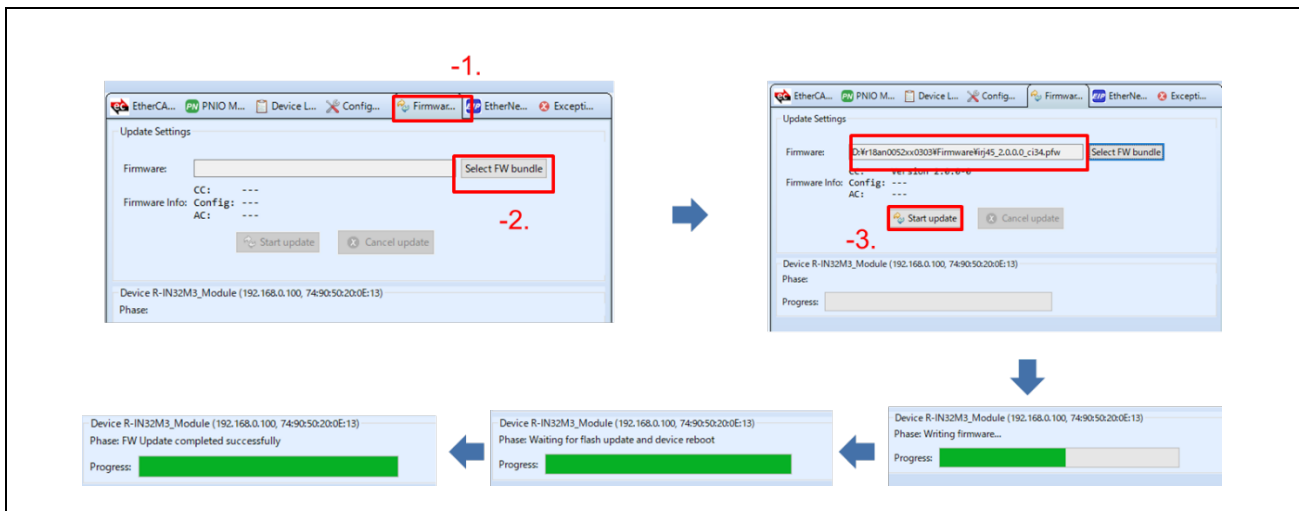 -1.
EtherCA... PNIO M... Device L... Config... Firmwar... EtherNe... Excepti...
Update Settings
Firmware: Select FW bundle
CC: ---
Firmware Info: Config: ---
AC: ---
-2.
Start update Cancel update
Device R-IN32M3_Module (192.168.0.100, 74:90:50:20:0E:13)
Phase:
EtherCA... PNIO M... Device L... Config... Firmwar... EtherNe... Excepti...
Update Settings
Firmware: D:¥r18an0052xx0303¥Firmware¥irj45_2.0.0.0_ci34.pfw Select FW bundle
CC: Version 2.0.0-0
Firmware Info: Config: ---
AC: ---
Start update Cancel update
-3.
Device R-IN32M3_Module (192.168.0.100, 74:90:50:20:0E:13)
Phase:
Progress:
Device R-IN32M3_Module (192.168.0.100, 74:90:50:20:0E:13)
Phase: Writing firmware...
Progress:
Device R-IN32M3_Module (192.168.0.100, 74:90:50:20:0E:13)
Phase: Waiting for flash update and device reboot
Progress:
Device R-IN32M3_Module (192.168.0.100, 74:90:50:20:0E:13)
Phase: FW Update completed successfully
Progress: